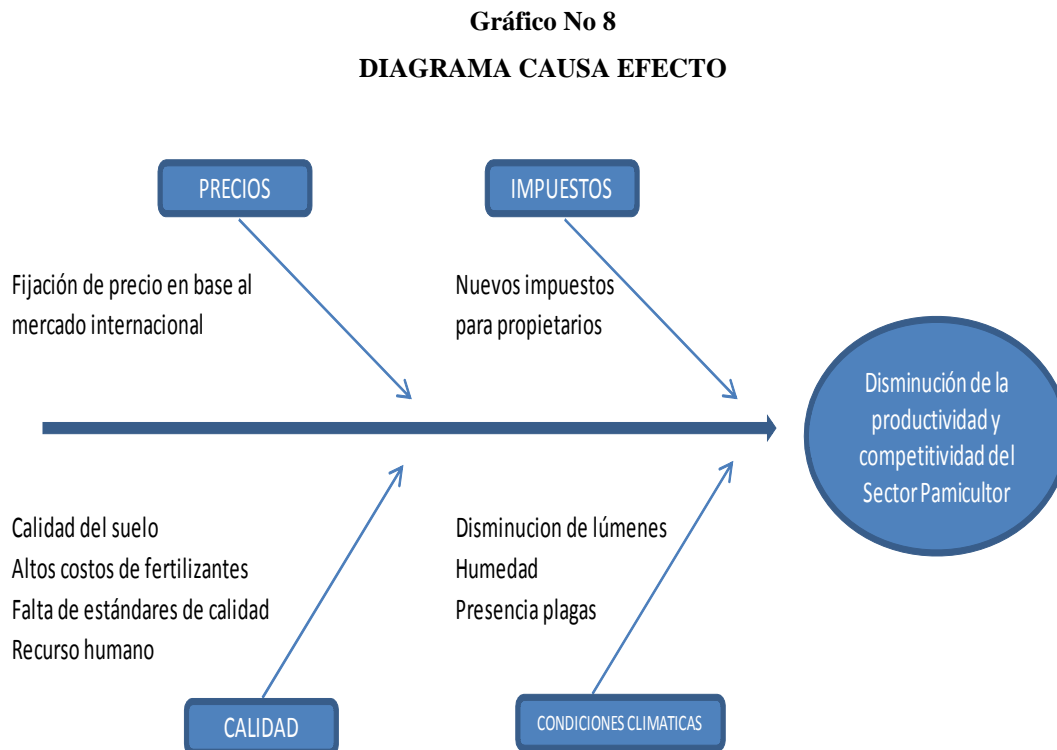 Gráfico No 8
DIAGRAMA CAUSA EFECTO
PRECIOS
IMPUESTOS
Fijación de precio en base al
mercado internacional
Nuevos impuestos
para propietarios
Disminución de la
productividad y
competitividad del
Sector Pamicultor
Calidad del suelo
Altos costos de fertilizantes
Falta de estándares de calidad
Recurso humano
Disminucion de lúmenes
Humedad
Presencia plagas
CALIDAD
CONDICIONES CLIMATICAS